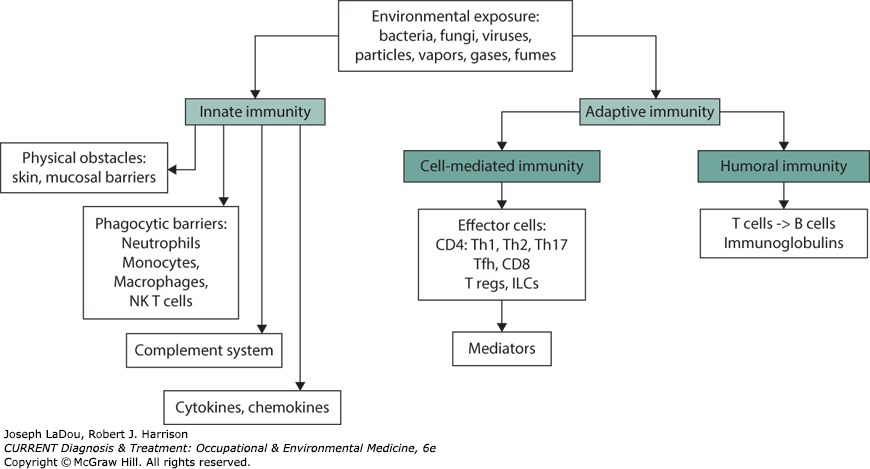 Environmental exposure:
bacteria, fungi, viruses,
particles, vapors, gases, fumes
Innate immunity
Adaptive immunity
Physical obstacles:
skin, mucosal barriers
Cell-mediated immunity
Humoral immunity
Phagocytic barriers:
Neutrophils
Monocytes,
Macrophages,
NK T cells
Effector cells:
CD4: Th1, Th2, Th17
Tfh, CD8
T regs, ILCs
T cells -> B cells
Immunoglobulins
Complement system
Mediators
Cytokines, chemokines
Joseph LaDou, Robert J. Harrison
CURRENT Diagnosis & Treatment: Occupational & Environmental Medicine, 6e
Copyright © McGraw Hill. All rights reserved.